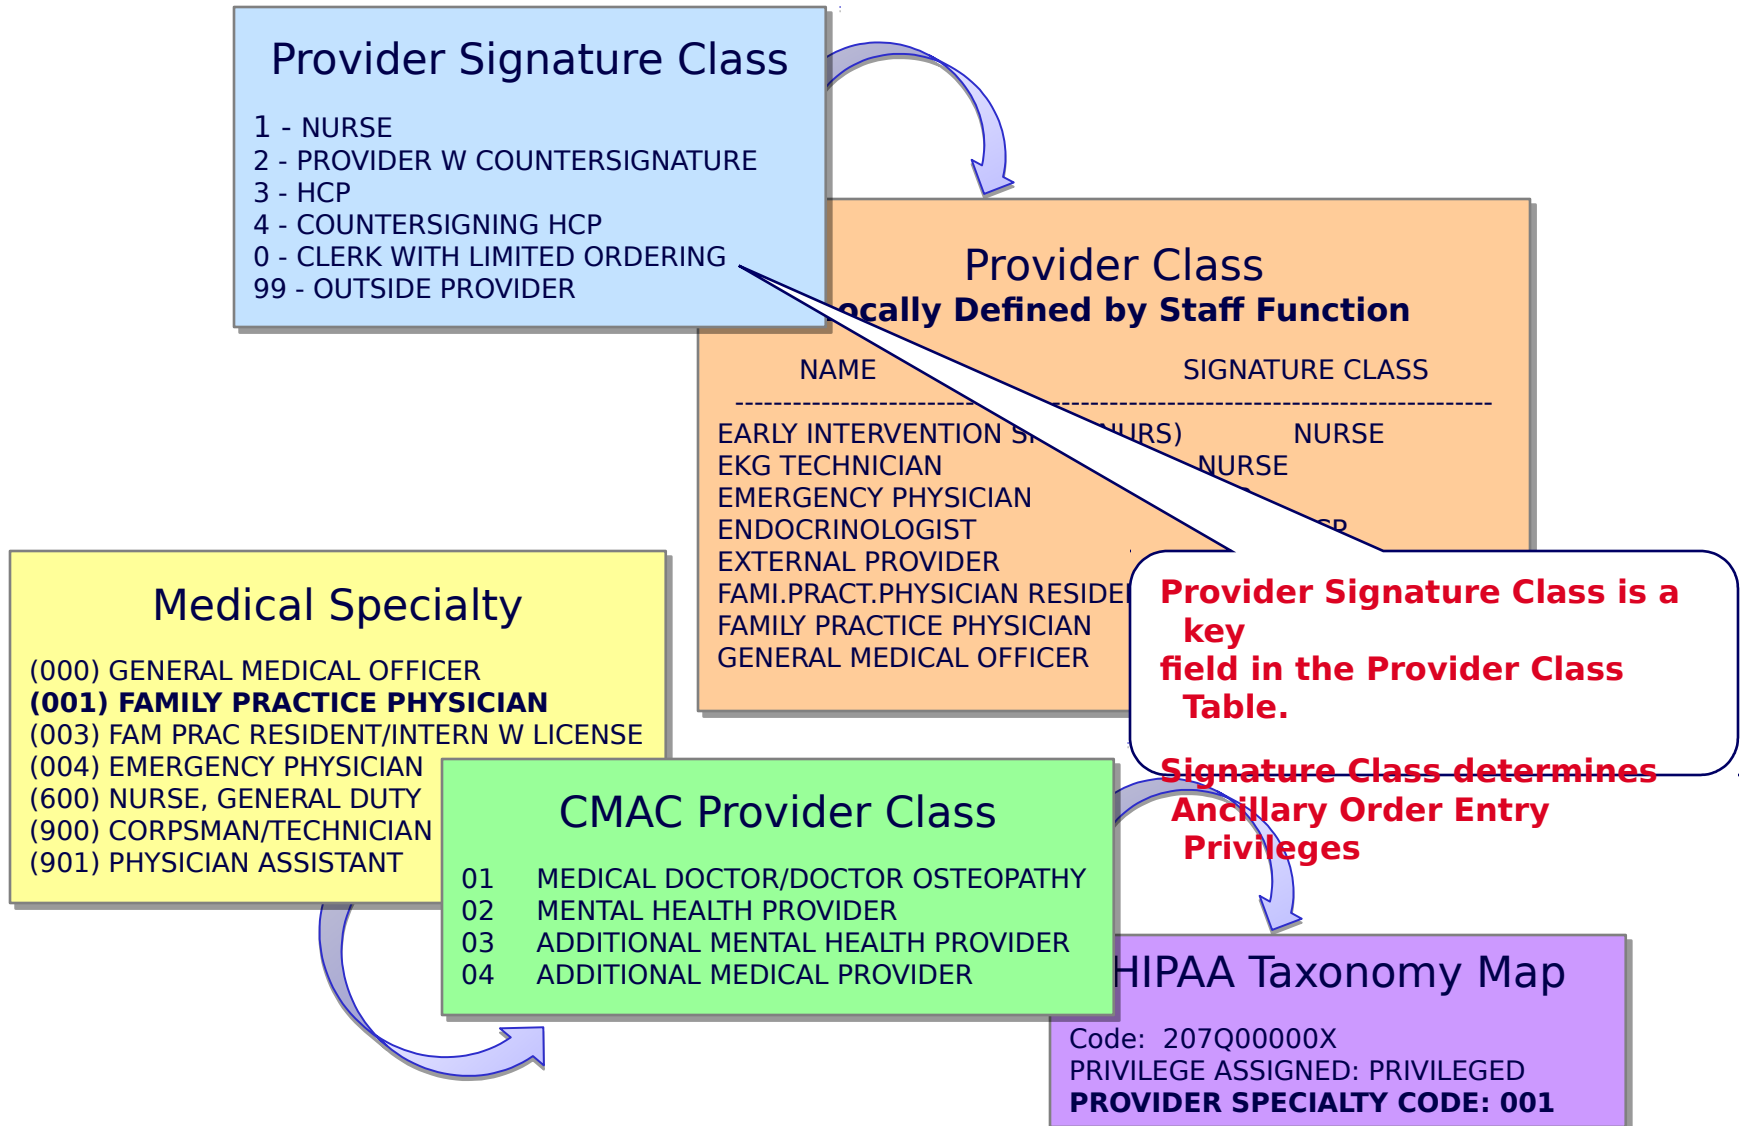 Provider Signature Class
1 - NURSE
2 - PROVIDER W COUNTERSIGNATURE
3 - HCP
4 - COUNTERSIGNING HCP
0 - CLERK WITH LIMITED ORDERING
99 - OUTSIDE PROVIDER
Provider Class
Defined by Staff Function
NAME SIGNATURE CLASS
--------------------------------------------------------------------------------
EARLY INTERVENTION NURSE
EKG TECHNICIAN NURSE
EMERGENCY PHYSICIAN
ENDOCRINOLOGIST
EXTERNAL PROVIDER
FAMI.PRACT.PHYSICIAN
FAMILY PRACTICE PHYSICIAN
GENERAL MEDICAL OFFICER
Provider Signature Class is a
key
field in the Provider Class
Table.
Signature Class determines
Ancillary Order Entry
Privileges
Medical Specialty
(000) GENERAL MEDICAL OFFICER
(001) FAMILY PRACTICE PHYSICIAN
(003) FAM PRAC RESIDENT/INTERN W LICENSE
(004) EMERGENCY PHYSICIAN
(600) NURSE, GENERAL DUTY
(900) CORPSMAN/TECHNICIAN
(901) PHYSICIAN ASSISTANT
CMAC Provider Class
01 MEDICAL DOCTOR/DOCTOR OSTEOPATHY
02 MENTAL HEALTH PROVIDER
03 ADDITIONAL MENTAL HEALTH PROVIDER
04 ADDITIONAL MEDICAL PROVIDER
HIPAA Taxonomy Map
Code: 207Q00000X
PRIVILEGE ASSIGNED: PRIVILEGED
PROVIDER SPECIALTY CODE: 001